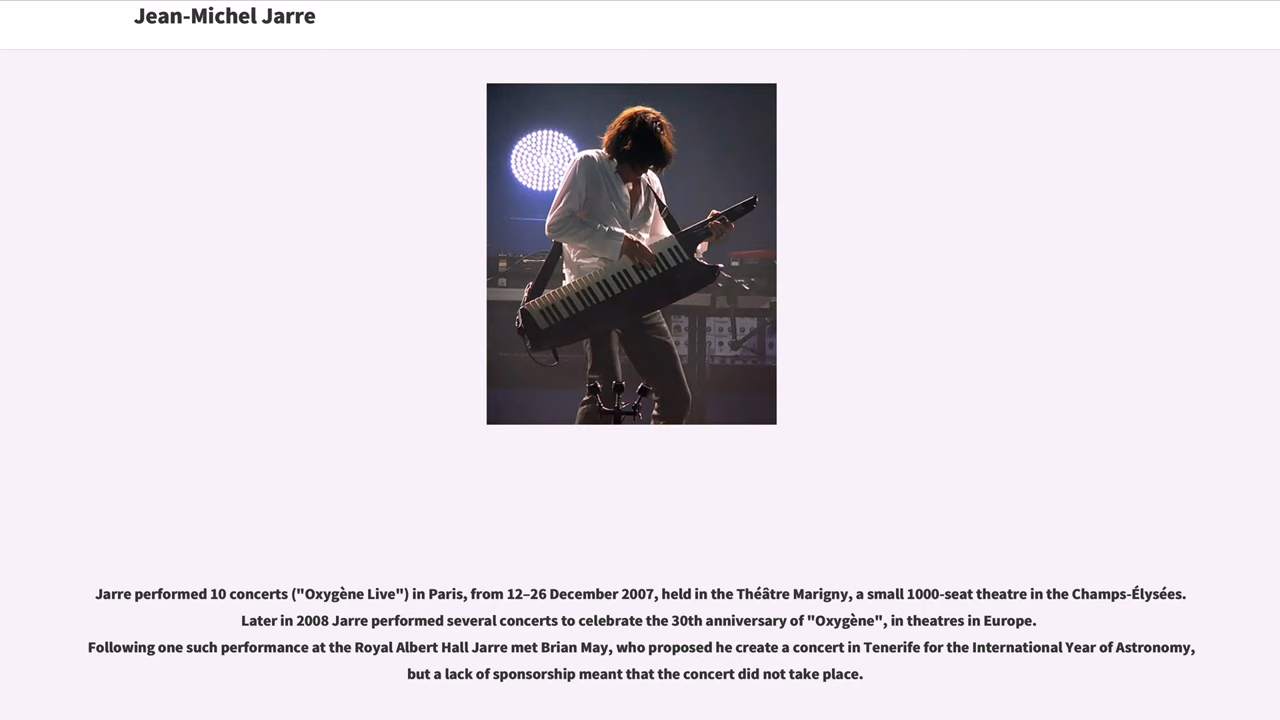 Jean-Michel Jarre
Jarre performed 10 concerts ("Oxygène Live") in Paris, from 12–26 December 2007, held in the Théâtre Marigny, a small 1000-seat theatre in the Champs-Élysées.
Later in 2008 Jarre performed several concerts to celebrate the 30th anniversary of "Oxygène", in theatres in Europe.
Following one such performance at the Royal Albert Hall Jarre met Brian May, who proposed he create a concert in Tenerife for the International Year of Astronomy,
but a lack of sponsorship meant that the concert did not take place.